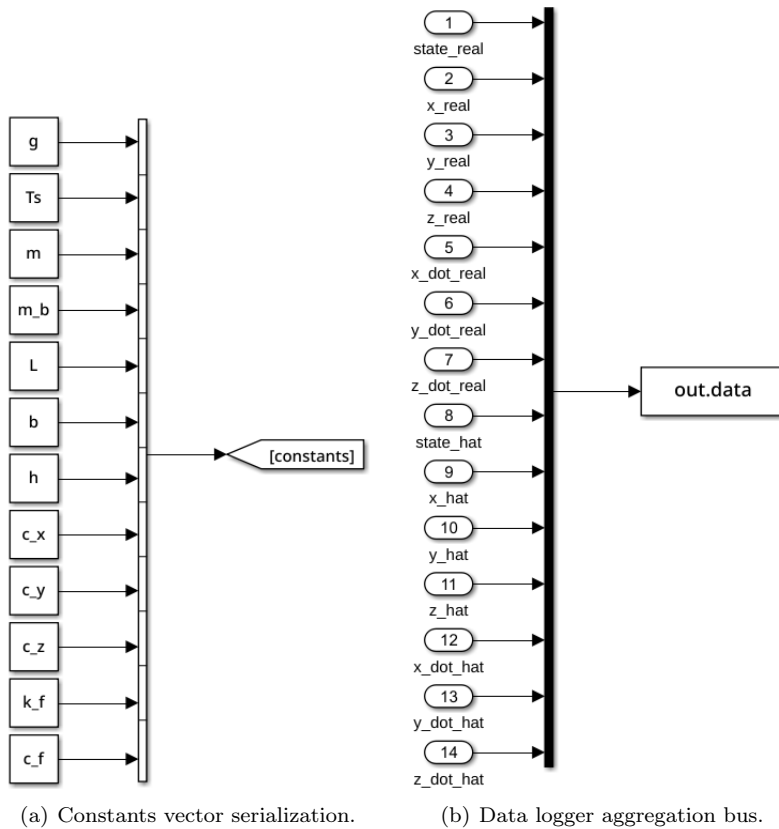 g
Ts
m
m_b
L
b
h
c_x
c_y
c_z
k_f
c_f
[constants]
(a) Constants vector serialization.
1
state_real
2
x_real
3
y_real
4
z_real
5
x_dot_real
6
y_dot_real
7
z_dot_real
8
state_hat
9
x_hat
10
y_hat
11
z_hat
12
x_dot_hat
13
y_dot_hat
14
z_dot_hat
out.data
(b) Data logger aggregation bus.